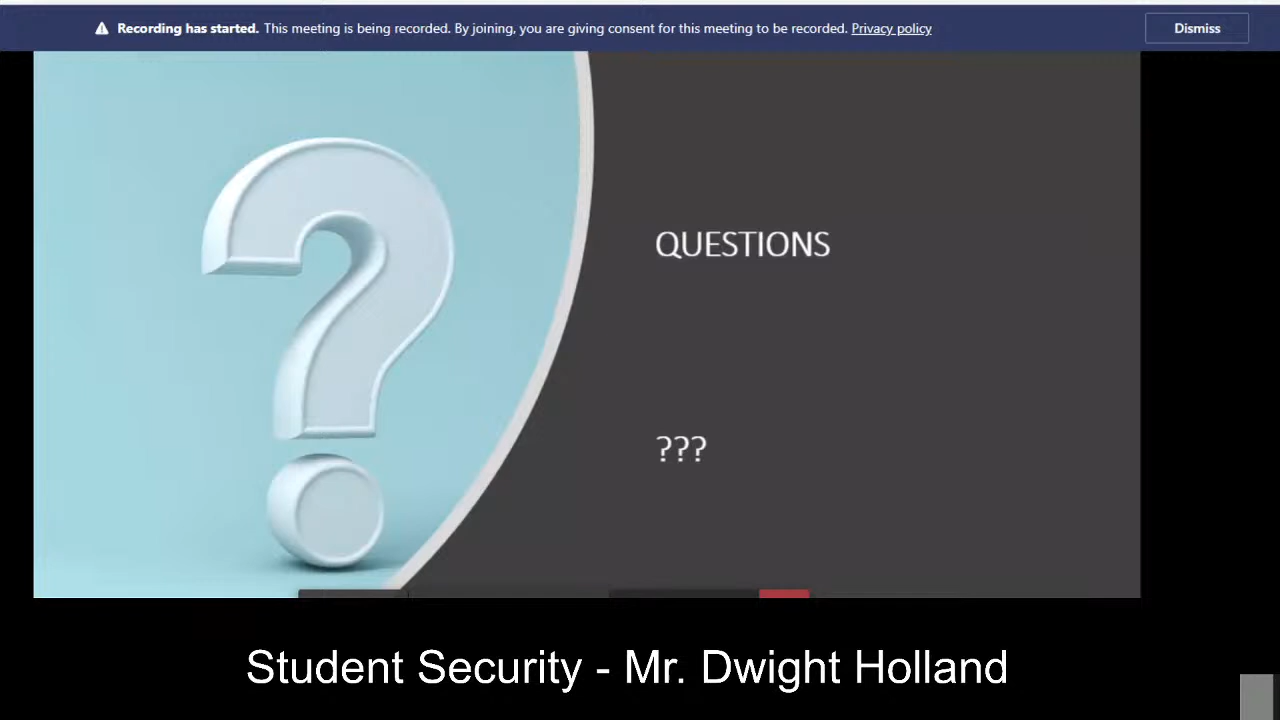 Recording has started. This meeting is being recorded. By joining, you are giving consent for this meeting to be recorded. Privacy policy
Dismiss
QUESTIONS
???
Student Security - Mr. Dwight Holland